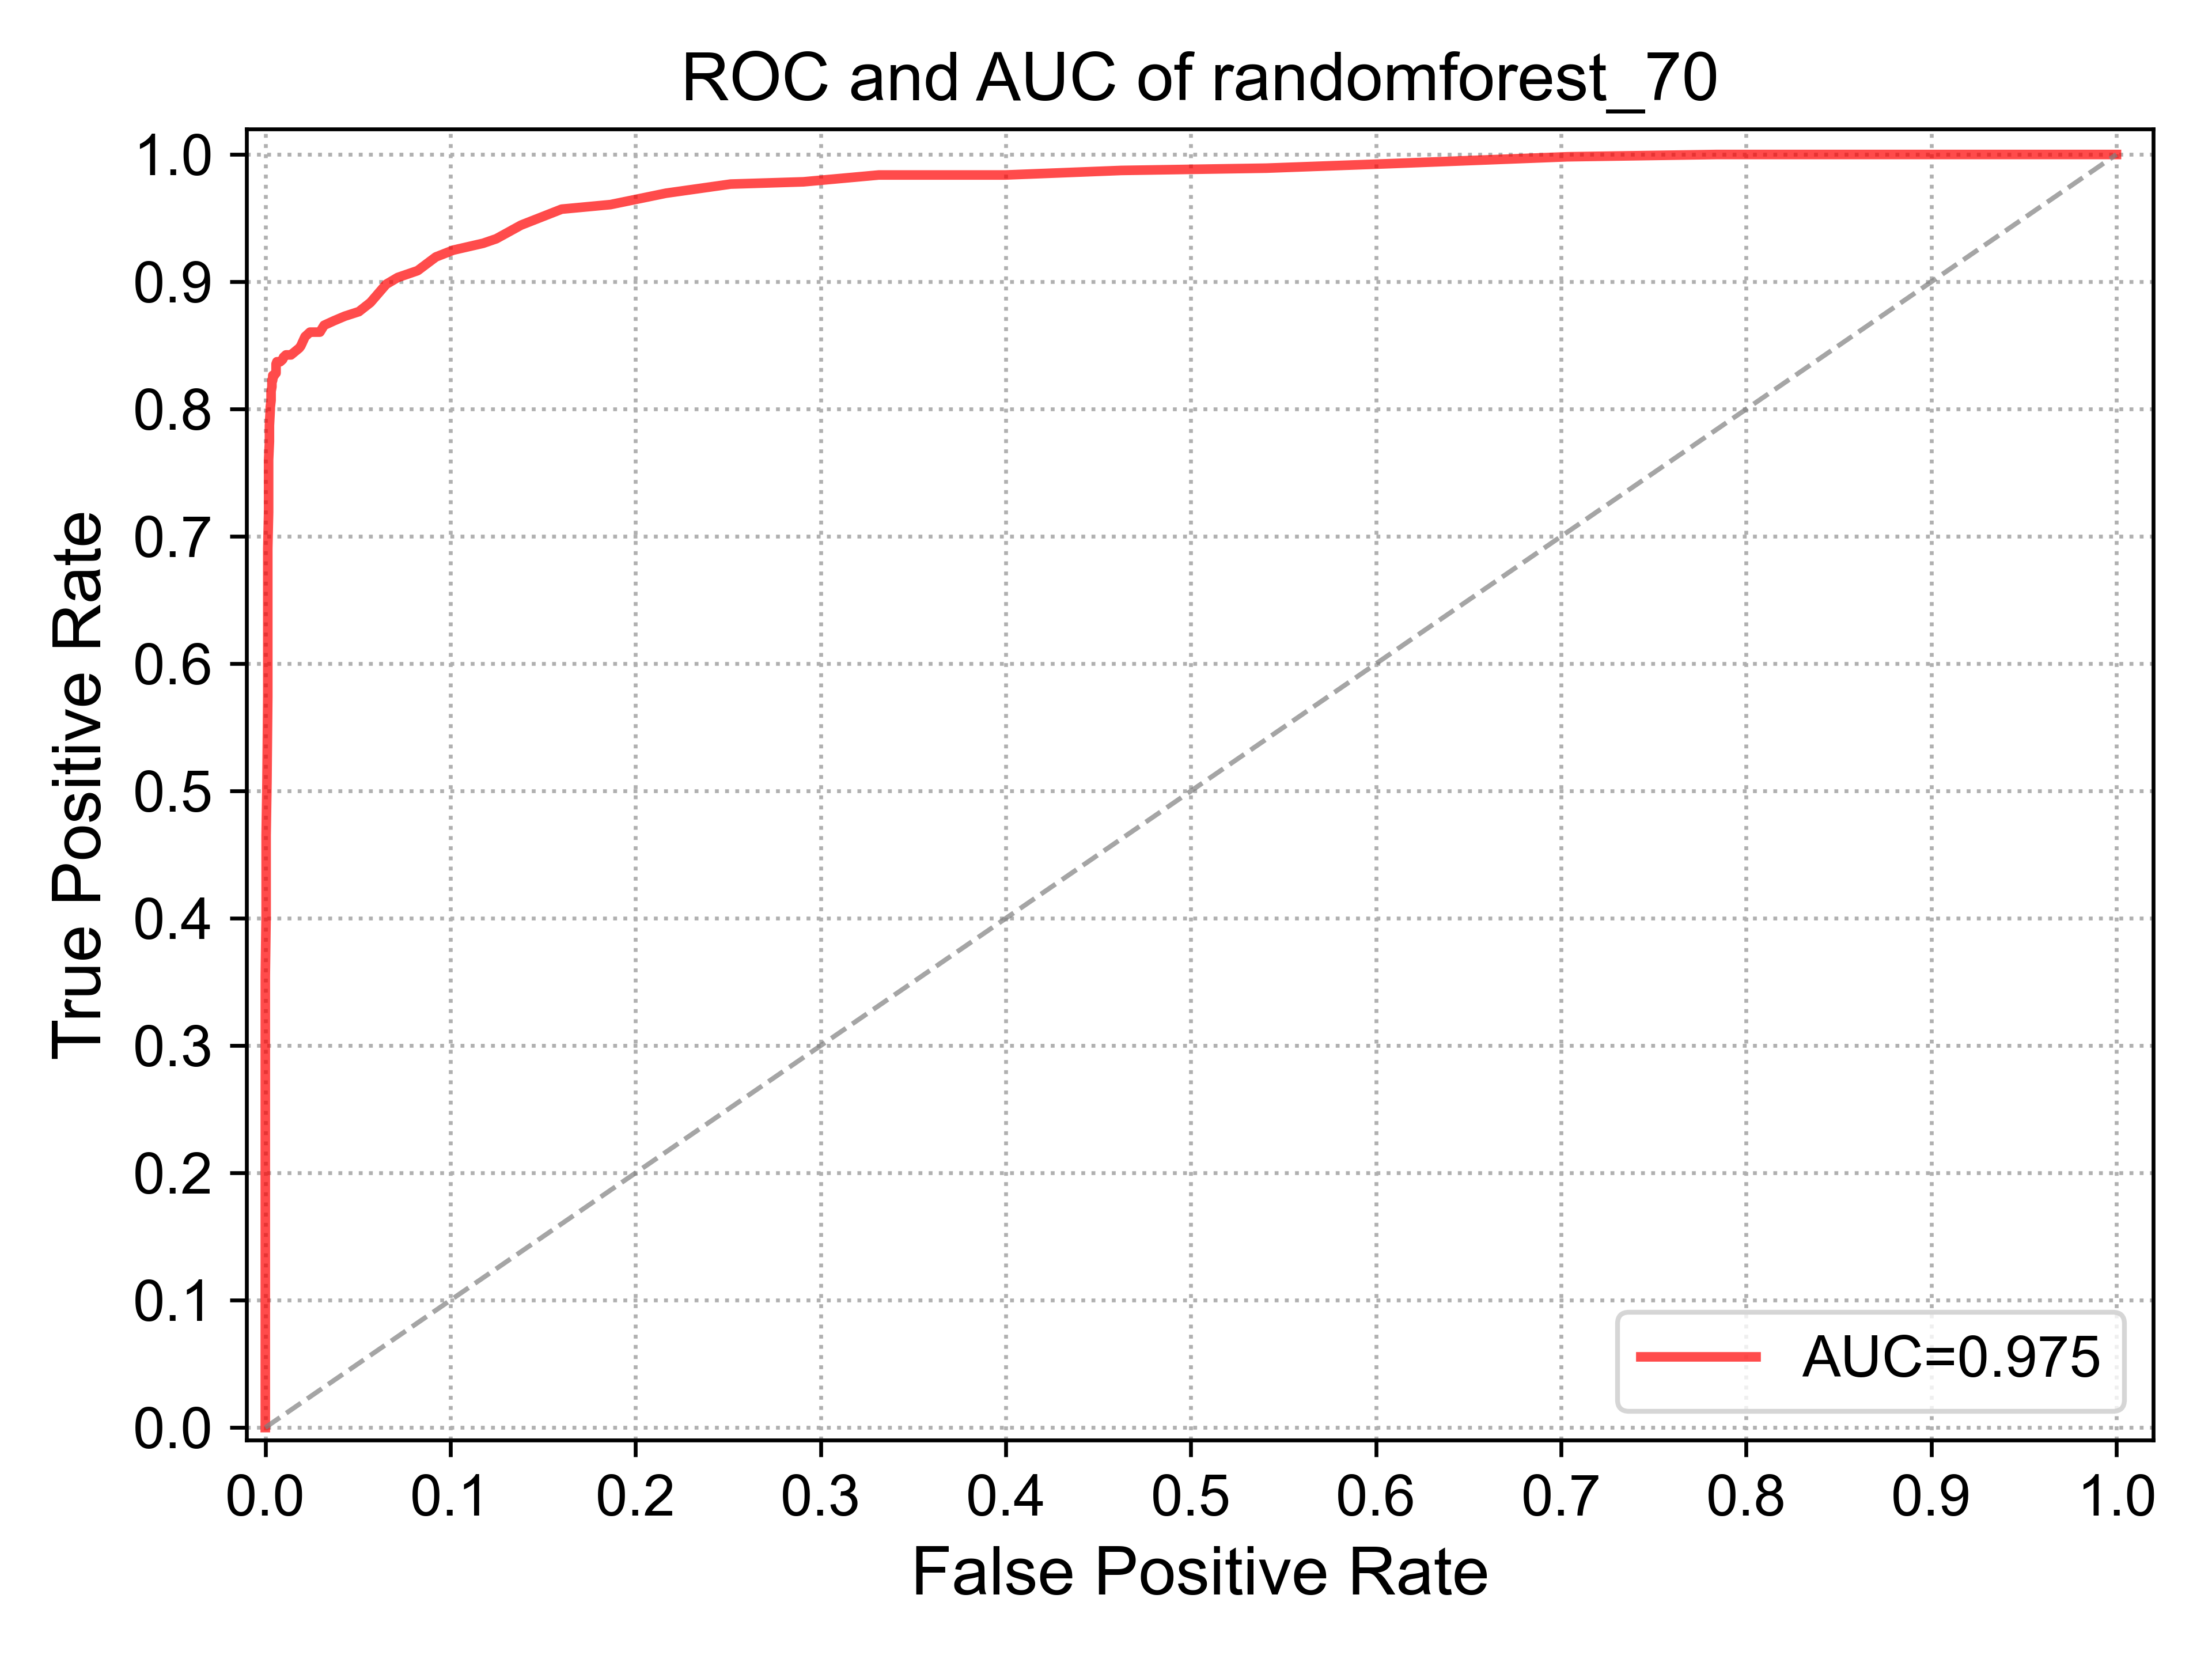 ROC and AUC of randomforest_70
1.0
0.9
0.8
0.7
0.6
0.5
0.4
0.3
0.2
0.1
0.0
True Positive Rate
AUC=0.975
0.0 0.1 0.2 0.3 0.4 0.5 0.6 0.7 0.8 0.9 1.0
False Positive Rate